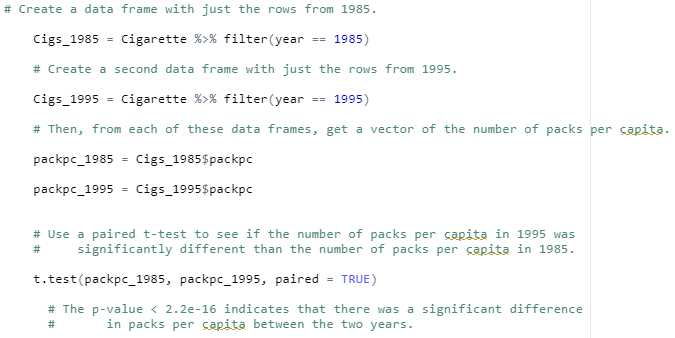 # Create a data frame with just the rows from 1985.
Cigs_1985 = Cigarette %>% filter(year == 1985)
# Create a second data frame with just the rows from 1995.
Cigs_1995 = Cigarette %>% filter(year == 1995)
# Then, from each of these data frames, get a vector of the number of packs per capita.
packpc_1985 = Cigs_1985$packpc
packpc_1995 = Cigs_1995$packpc
# Use a paired t-test to see if the number of packs per capita in 1995 was
#     significantly different than the number of packs per capita in 1985.
t.test(packpc_1985, packpc_1995, paired = TRUE)
# The p-value < 2.2e-16 indicates that there was a significant difference
#       in packs per capita between the two years.